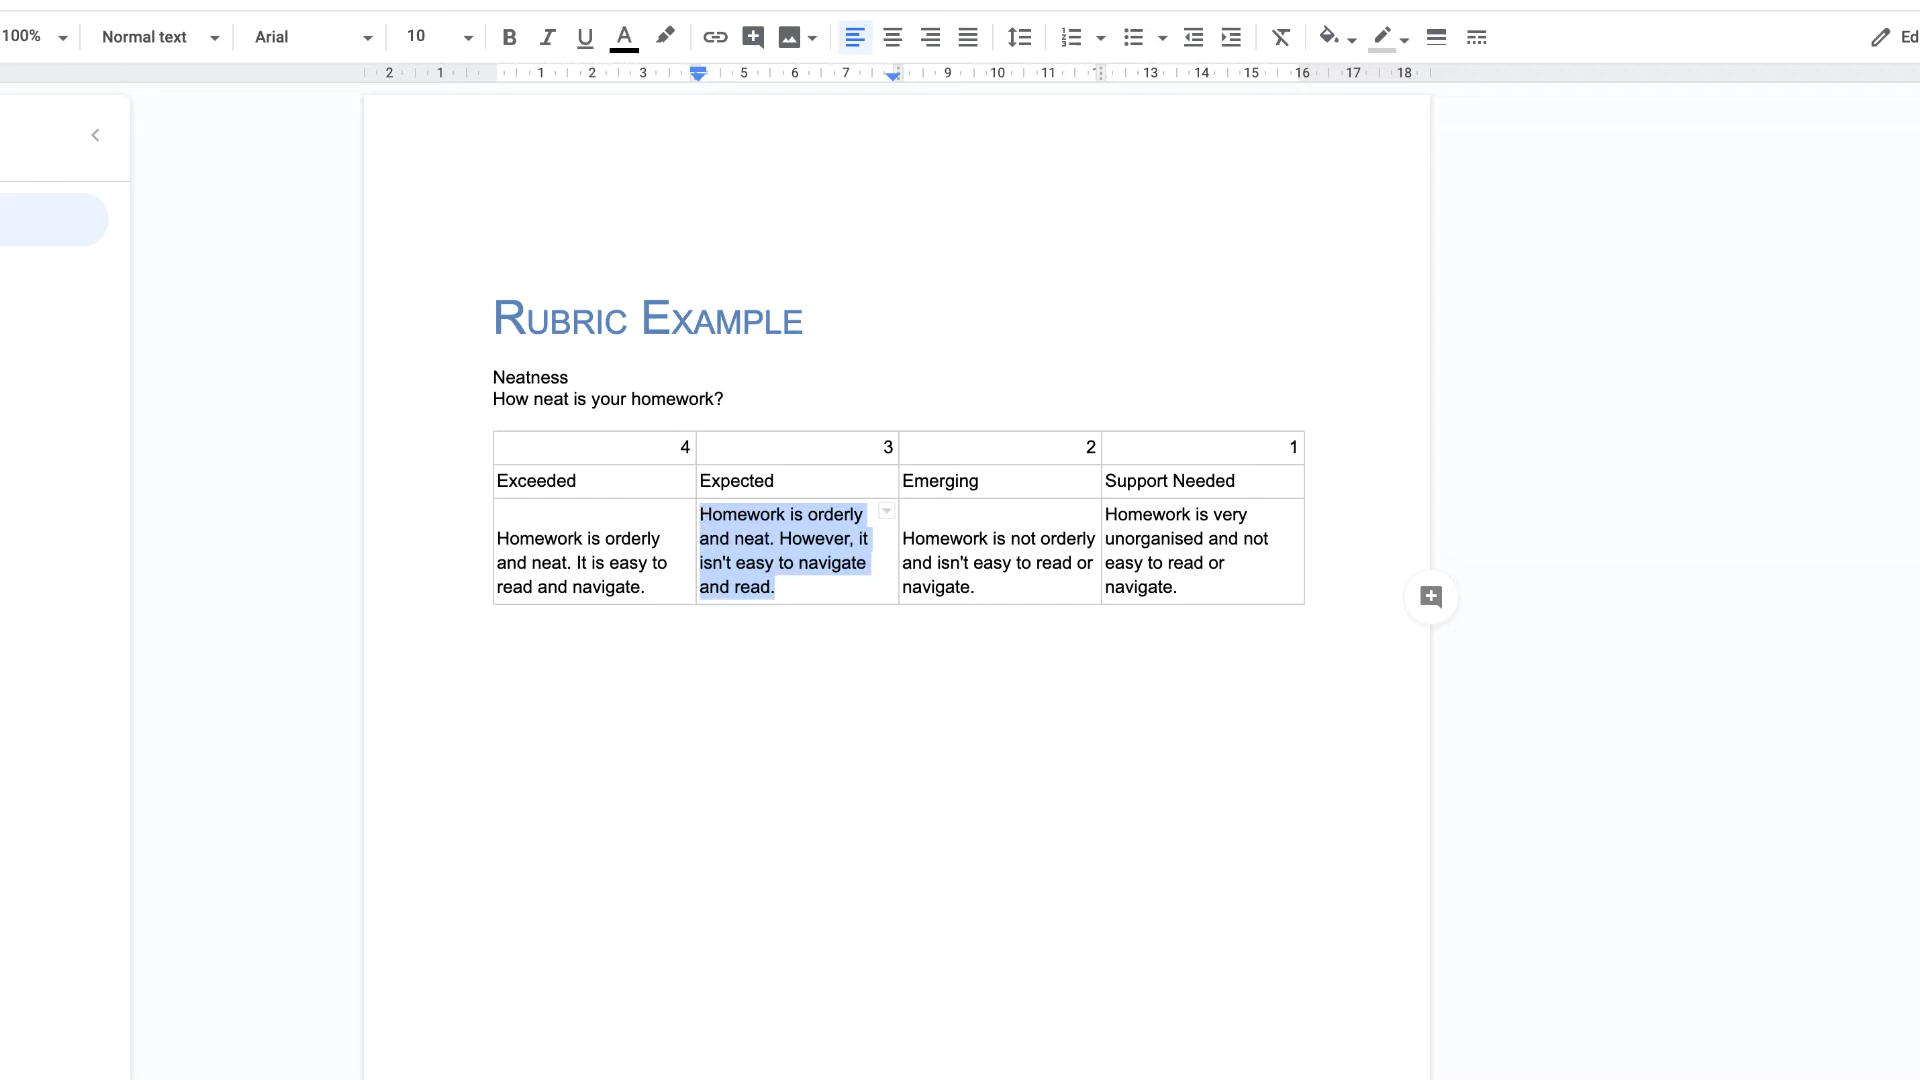 100% Normal text Arial 10 Ed
2 1 1 2 3 5 6 7 9 10 11 13 14 15 16 17 18
Rubric Example
Neatness
How neat is your homework?
4 3 2 1
Exceeded Expected Emerging Support Needed
Homework is orderly
and neat. It is easy to
read and navigate.
Homework is orderly
and neat. However, it
isn't easy to navigate
and read.
Homework is not orderly
and isn't easy to read or
navigate.
Homework is very
unorganised and not
easy to read or
navigate.